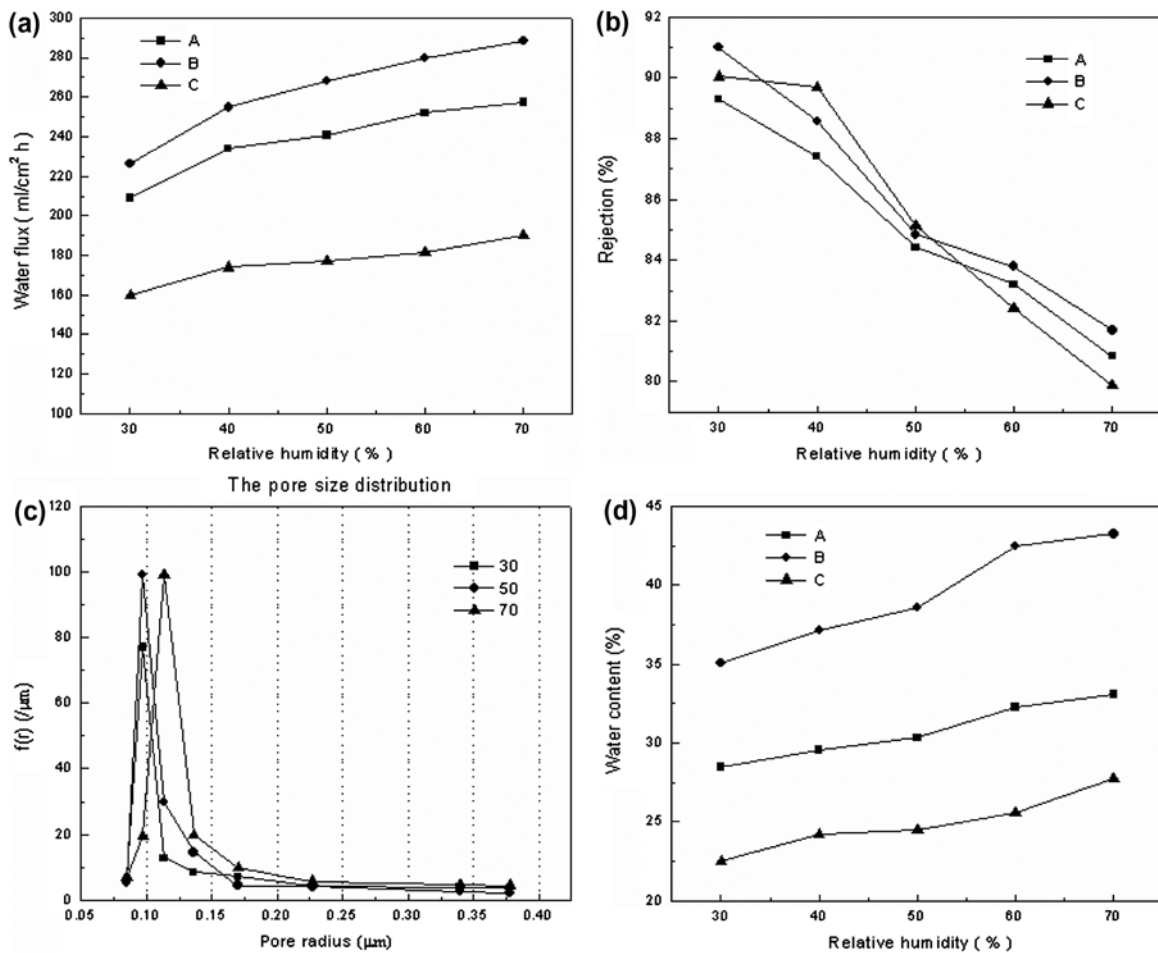 (a)
300
280
260
240
220
200
180
160
140
120
100
Water flux ( ml/cm² h )
A
B
C
30 40 50 60 70
Relative humidity ( % )
(b)
92
90
88
86
84
82
80
Rejection (%)
A
B
C
30 40 50 60 70
Relative humidity ( % )
The pore size distribution
(c)
120
100
80
60
40
20
0
f(r) (/μm)
30
50
70
0.05 0.10 0.15 0.20 0.25 0.30 0.35 0.40
Pore radius (μm)
(d)
45
40
35
30
25
20
Water content (%)
A
B
C
30 40 50 60 70
Relative humidity ( % )